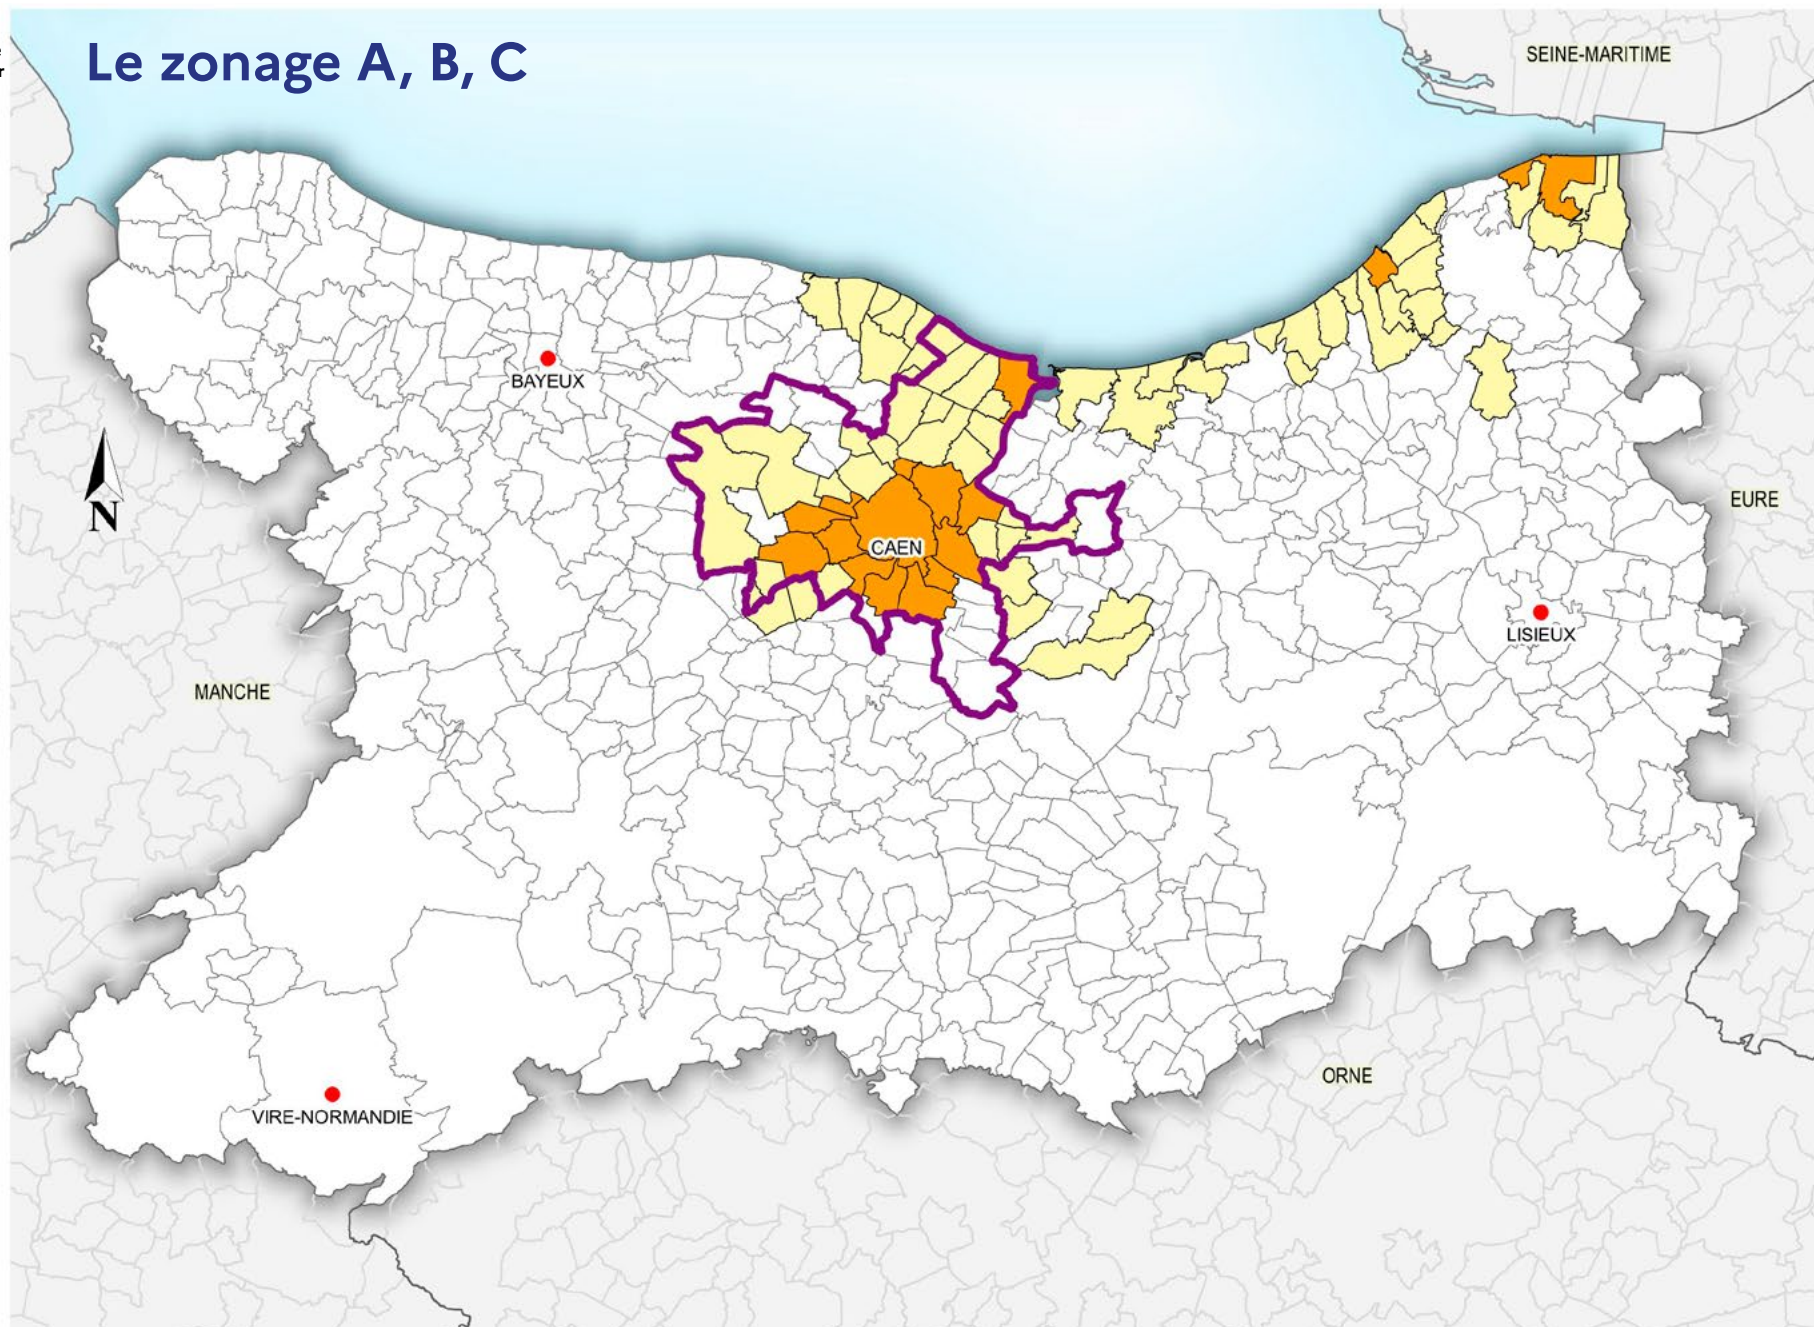 Le zonage A, B, C
SEINE-MARITIME
BAYEUX
N
EURE
CAEN
LISIEUX
MANCHE
ORNE
VIRE-NORMANDIE